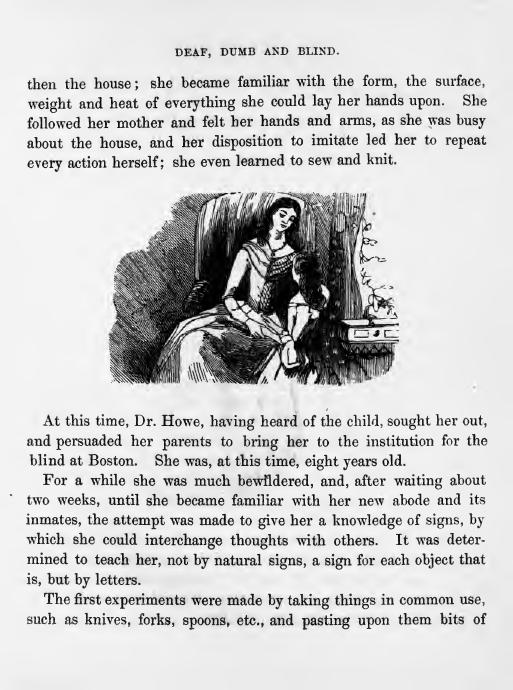 DEAF, DUMB AND BLIND.
then the house; she became familiar with the form, the surface,
weight and heat of everything she could lay her hands upon. She
followed her mother and felt her hands and arms, as she was busy
about the house, and her disposition to imitate led her to repeat
every action herself; she even learned to sew and knit.
At this time, Dr. Howe, having heard of the child, sought her out,
and persuaded her parents to bring her to the institution for the
blind at Boston. She was, at this time, eight years old.
For a while she was much bewildered, and, after waiting about
two weeks, until she became familiar with her new abode and its
inmates, the attempt was made to give her a knowledge of signs, by
which she could interchange thoughts with others. It was deter-
mined to teach her, not by natural signs, a sign for each object that
is, but by letters.
The first experiments were made by taking things in common use,
such as knives, forks, spoons, etc., and pasting upon them bits of